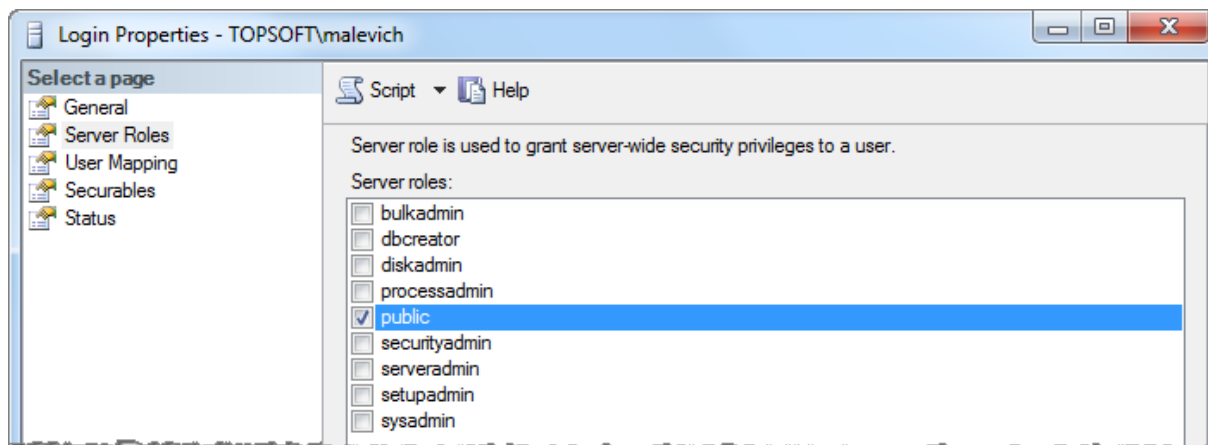 Login Properties - TOPSOFT\malevich
Select a page
General
Server Roles
User Mapping
Securables
Status
Script Help
Server role is used to grant server-wide security privileges to a user.
Server roles:
bulkadmin
dbcreator
diskadmin
processadmin
public
securityadmin
serveradmin
setupadmin
sysadmin